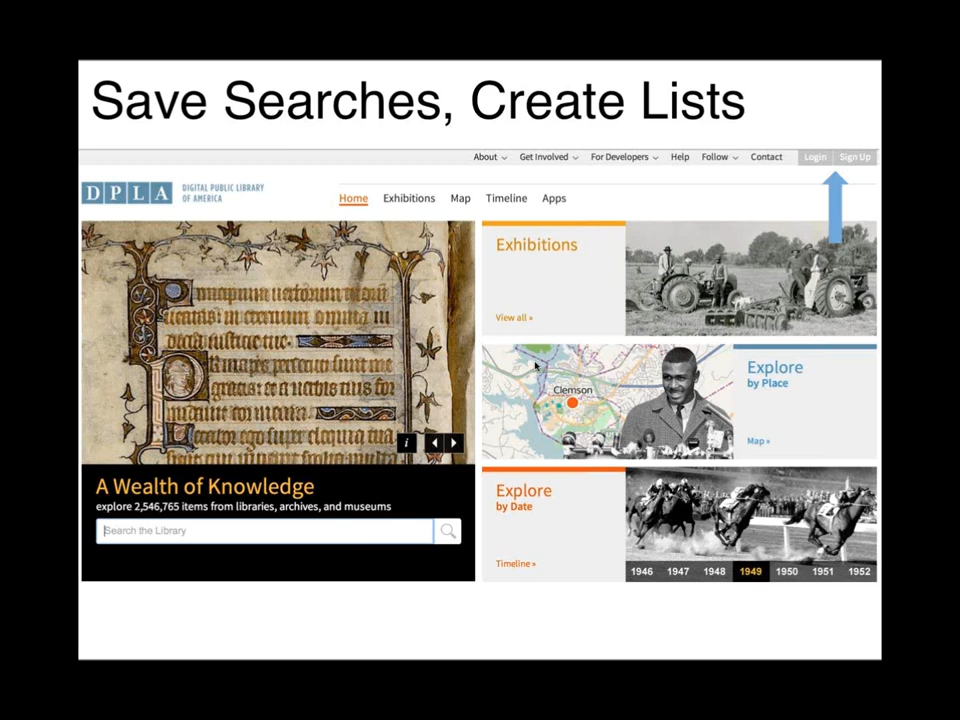 Save Searches, Create Lists
About Get Involved For Developers Help Follow Contact Login Sign Up
DPLA DIGITAL PUBLIC LIBRARY
OF AMERICA
Home Exhibitions Map Timeline Apps
Exhibitions
View all »
Clemson
Explore
by Place
Map »
i
A Wealth of Knowledge
explore 2,546,765 items from libraries, archives, and museums
Search the Library
Explore
by Date
Timeline »
1946 1947 1948 1949 1950 1951 1952